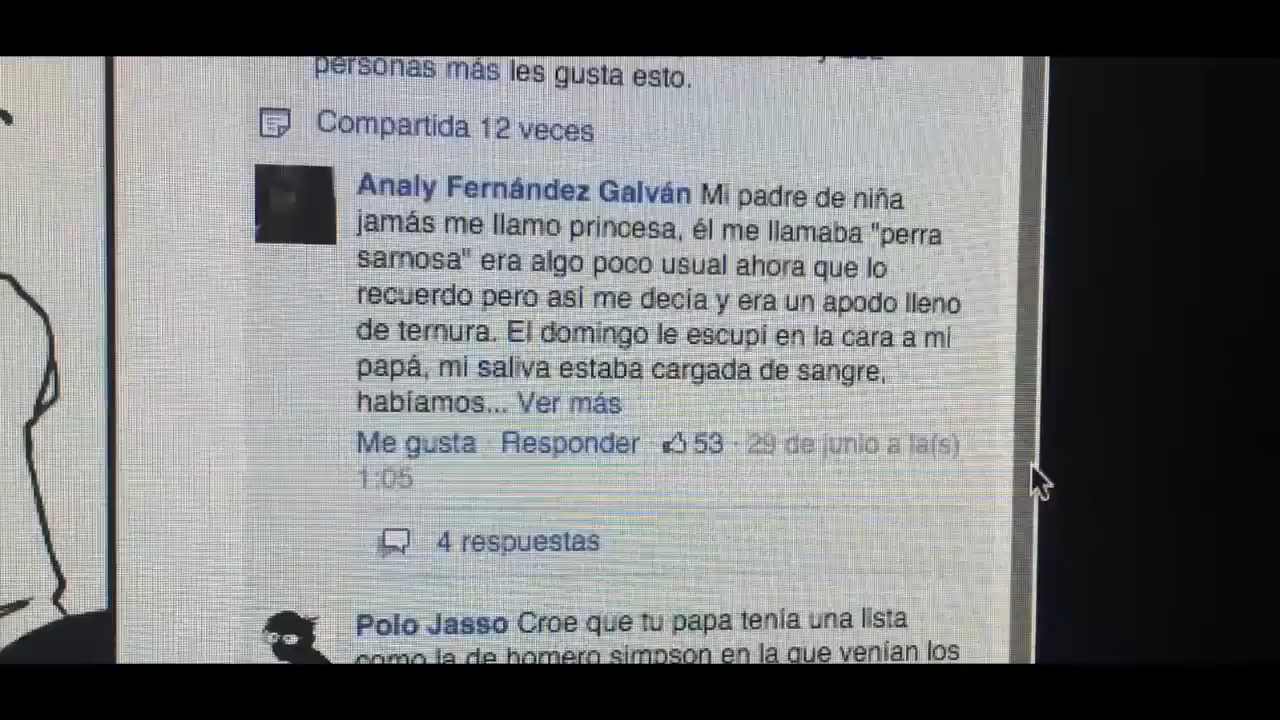 personas más les gusta esto.
Compartida 12 veces
Analy Fernández Galván Mi padre de niña
jamás me llamo princesa, él me llamaba "perra
sarnosa" era algo poco usual ahora que lo
recuerdo pero así me decía y era un apodo lleno
de ternura. El domingo le escupí en la cara a mi
papá, mi saliva estaba cargada de sangre,
habíamos... Ver más
Me gusta · Responder 53 · 29 de junio a la(s)
1:05
4 respuestas
Polo Jasso Croe que tu papa tenía una lista
como la de homero simpson en la que venían los